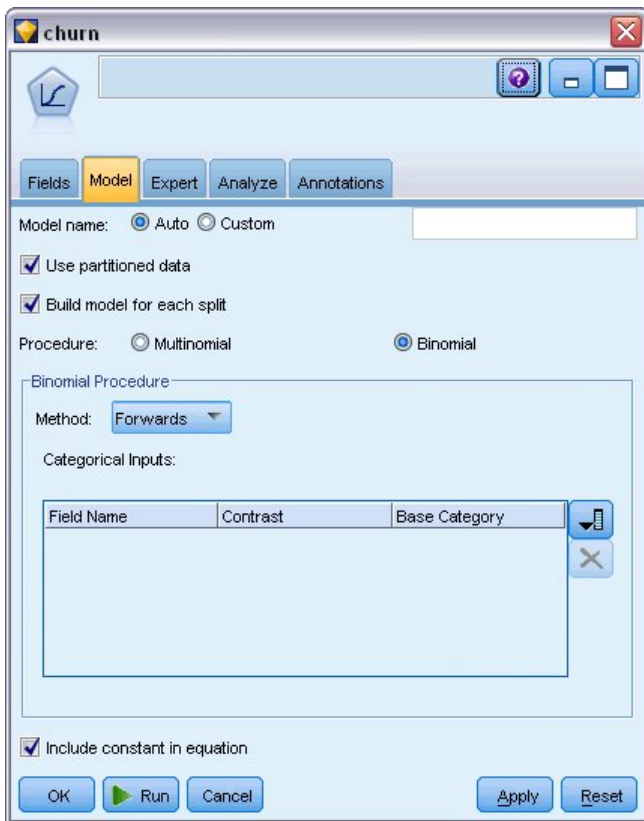 churn
Fields Model Expert Analyze Annotations
Model name: Auto Custom
Use partitioned data
Build model for each split
Procedure: Multinomial Binomial
Binomial Procedure
Method: Forwards
Categorical Inputs:
Field Name Contrast Base Category
Include constant in equation
OK Run Cancel Apply Reset